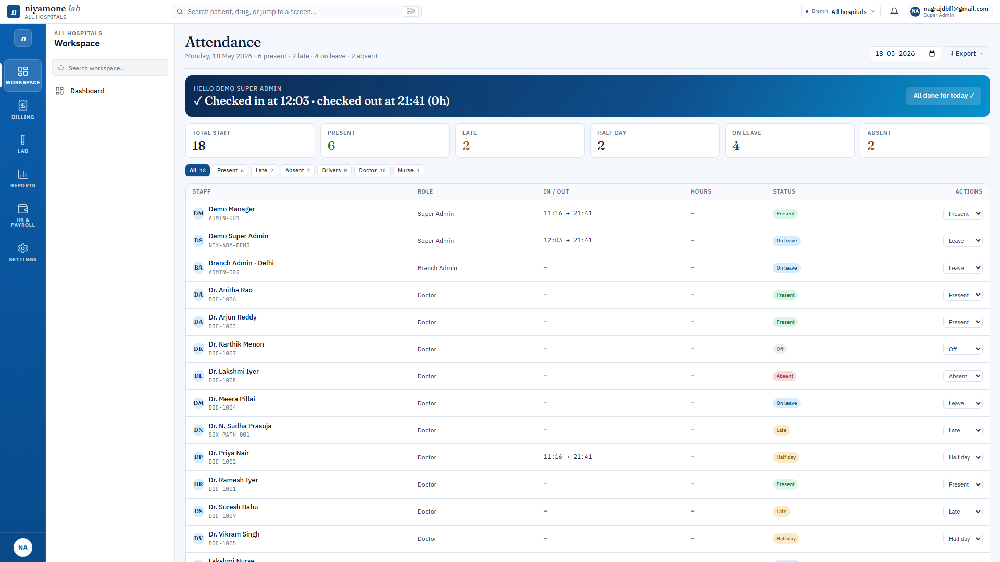 n niyamone lab
ALL HOSPITALS
Search patient, drug, or jump to a screen... ⌘K
Branch All hospitals
NA nagrajdbff@gmail.com
Super Admin
n
WORKSPACE
BILLING
LAB
REPORTS
HR &
PAYROLL
SETTINGS
NA
ALL HOSPITALS
Workspace
Search workspace...
Dashboard
Attendance
Monday, 18 May 2026 · 6 present · 2 late · 4 on leave · 2 absent
18-05-2026
⭳ Export
HELLO DEMO SUPER ADMIN
✓ Checked in at 12:03 · checked out at 21:41 (0h)
All done for today ✓
TOTAL STAFF
18
PRESENT
6
LATE
2
HALF DAY
2
ON LEAVE
4
ABSENT
2
All 18 Present 6 Late 2 Absent 2 Drivers 0 Doctor 10 Nurse 1
STAFF ROLE IN / OUT HOURS STATUS ACTIONS
DM Demo Manager
ADMIN-001
Super Admin 11:16 → 21:41 — Present Present
DS Demo Super Admin
NIY-ADM-DEMO
Super Admin 12:03 → 21:41 — On leave Leave
BA Branch Admin · Delhi
ADMIN-002
Branch Admin — — On leave Leave
DA Dr. Anitha Rao
DOC-1006
Doctor — — Present Present
DA Dr. Arjun Reddy
DOC-1003
Doctor — — Present Present
DK Dr. Karthik Menon
DOC-1007
Doctor — — Off Off
DL Dr. Lakshmi Iyer
DOC-1008
Doctor — — Absent Absent
DM Dr. Meera Pillai
DOC-1004
Doctor — — On leave Leave
DN Dr. N. Sudha Prasuja
SDX-PATH-001
Doctor — — Late Late
DP Dr. Priya Nair
DOC-1002
Doctor 11:16 → 21:41 — Half day Half day
DR Dr. Ramesh Iyer
DOC-1001
Doctor — — Present Present
DS Dr. Suresh Babu
DOC-1009
Doctor — — Late Late
DV Dr. Vikram Singh
DOC-1005
Doctor — — Half day Half day
Lakshmi Nurse